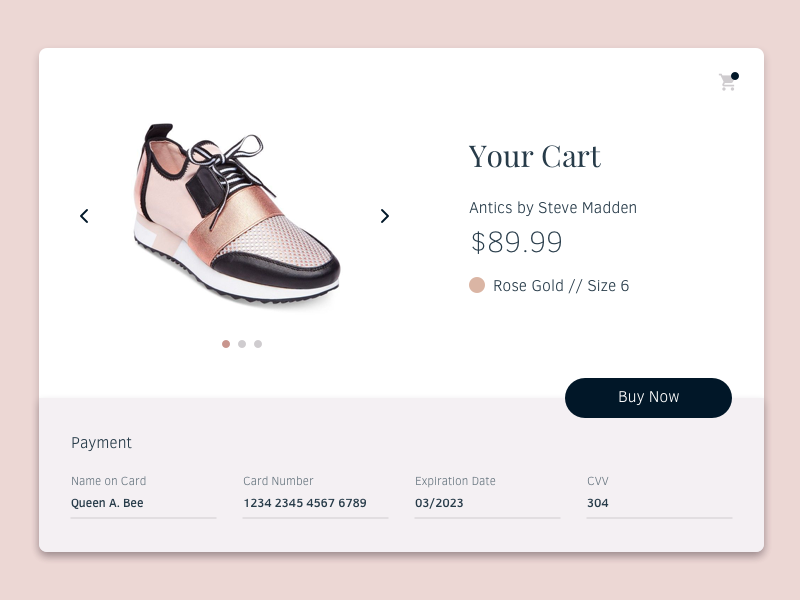 Your Cart
Antics by Steve Madden
$89.99
Rose Gold // Size 6
Buy Now
Payment
Name on Card
Queen A. Bee
Card Number
1234 2345 4567 6789
Expiration Date
03/2023
CVV
304